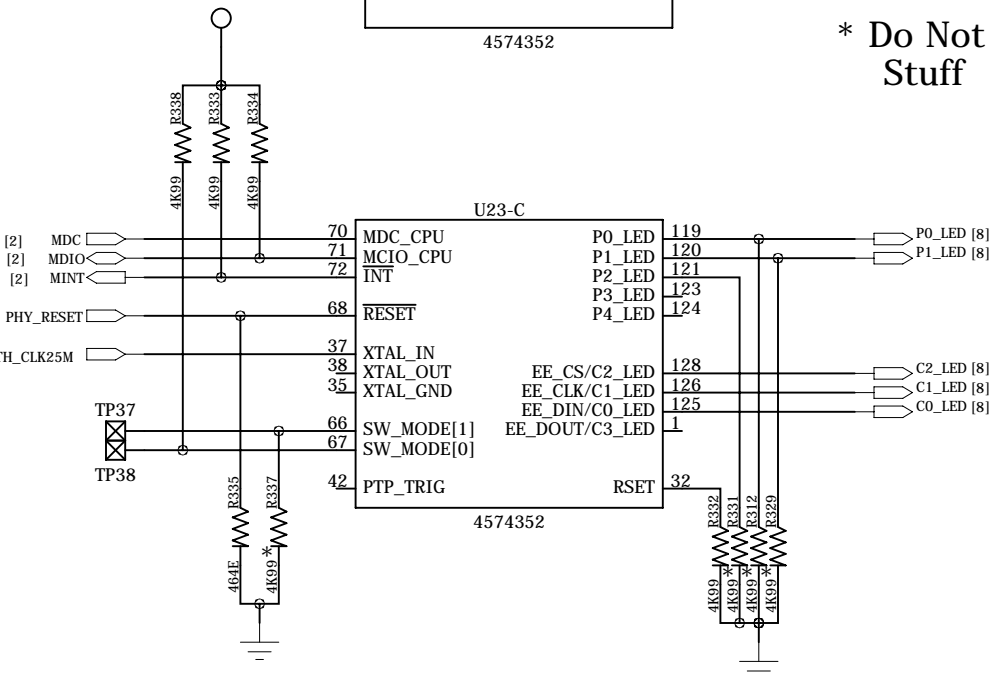 4574352
* Do Not
Stuff
R338
R333
R334
4K99
4K99
4K99
U23-C
[2] MDC
[2] MDIO
[2] MINT
PHY_RESET
TH_CLK25M
TP37
TP38
70 MDC_CPU
71 MCIO_CPU
72 INT
68 RESET
37 XTAL_IN
38 XTAL_OUT
35 XTAL_GND
66 SW_MODE[1]
67 SW_MODE[0]
42 PTP_TRIG
P0_LED 119
P1_LED 120
P2_LED 121
P3_LED 123
P4_LED 124
EE_CS/C2_LED 128
EE_CLK/C1_LED 126
EE_DIN/C0_LED 125
EE_DOUT/C3_LED 1
RSET 32
P0_LED [8]
P1_LED [8]
C2_LED [8]
C1_LED [8]
C0_LED [8]
4574352
R335
R337
464E
4K99*
R332
R331
R312
R329
4K99
4K99*
4K99*
4K99*